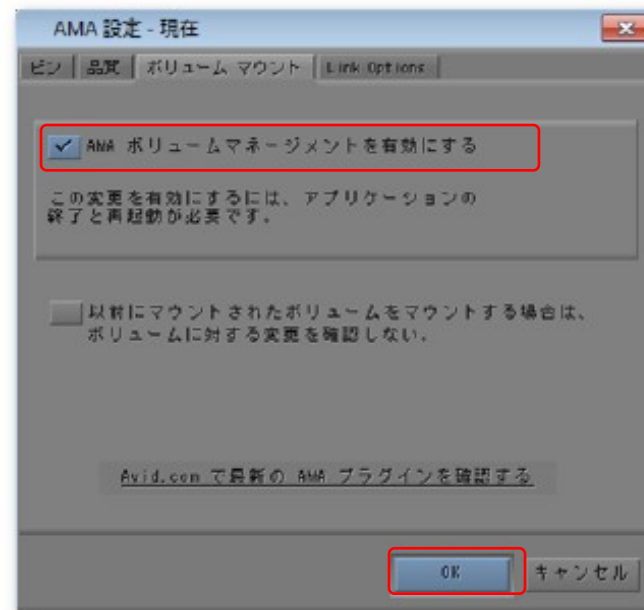 AMA 設定 - 現在
ビン 品質 ボリューム マウント Link Options
AMA ボリュームマネージメントを有効にする
この変更を有効にするには、アプリケーションの
終了と再起動が必要です。
以前にマウントされたボリュームをマウントする場合は、
ボリュームに対する変更を確認しない。
Avid.com で最新の AMA プラグインを確認する
OK キャンセル